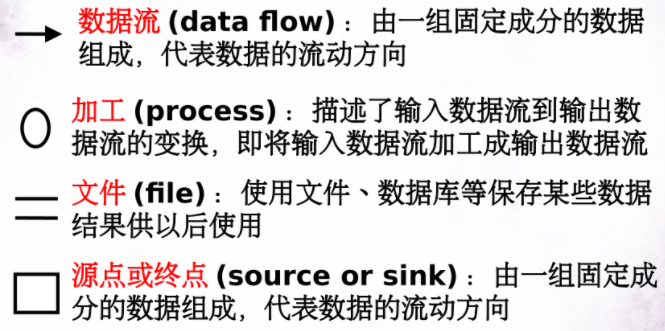 数据流 (data flow) ：由一组固定成分的数据
组成，代表数据的流动方向
加工 (process) ：描述了输入数据流到输出数
据流的变换，即将输入数据流加工成输出数据流
文件 (file) ：使用文件、数据库等保存某些数据
结果供以后使用
源点或终点 (source or sink) ：由一组固定成
分的数据组成，代表数据的流动方向